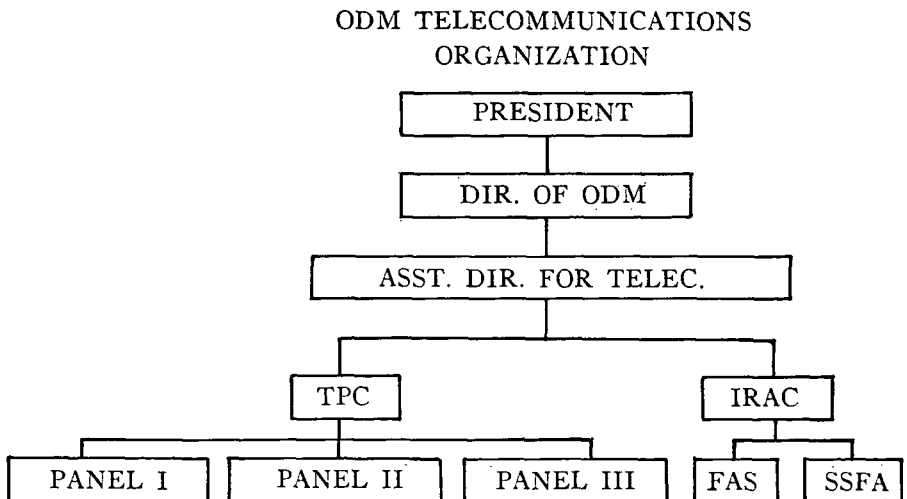 ODM TELECOMMUNICATIONS
ORGANIZATION
PRESIDENT
DIR. OF ODM
ASST. DIR. FOR TELEC.
TPC
IRAC
PANEL I
PANEL II
PANEL III
FAS
SSFA